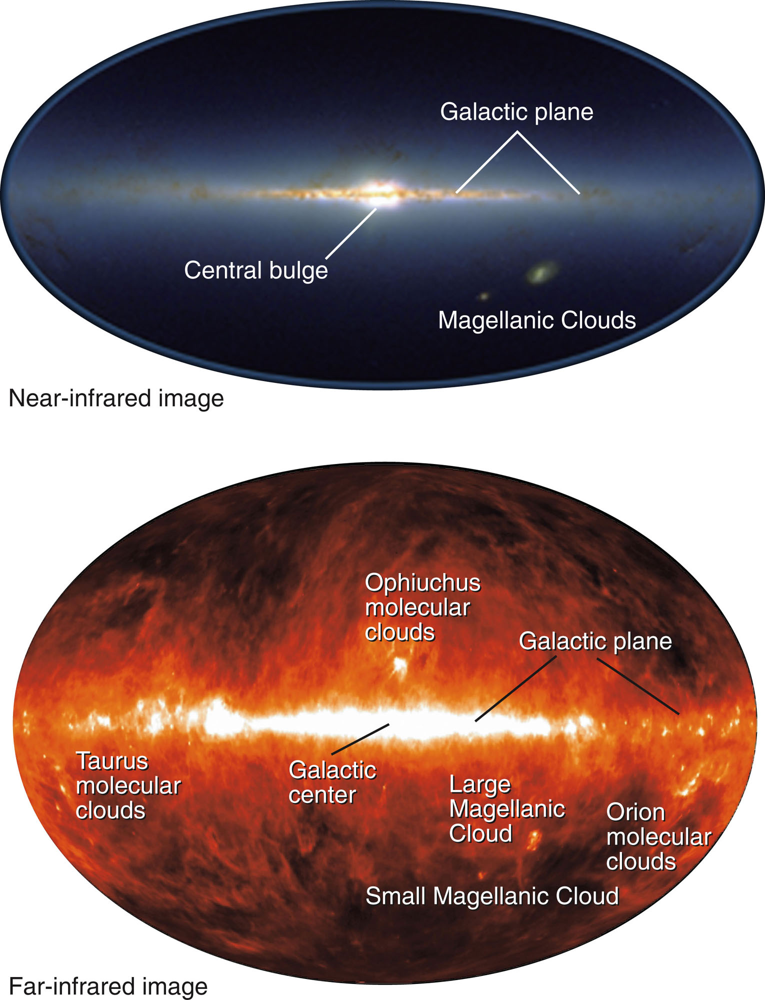 Galactic plane
Central bulge
Magellanic Clouds
Near-infrared image
Ophiuchus
molecular
clouds
Galactic plane
Taurus
molecular
clouds
Galactic
center
Large
Magellanic
Cloud
Orion
molecular
clouds
Small Magellanic Cloud
Far-infrared image